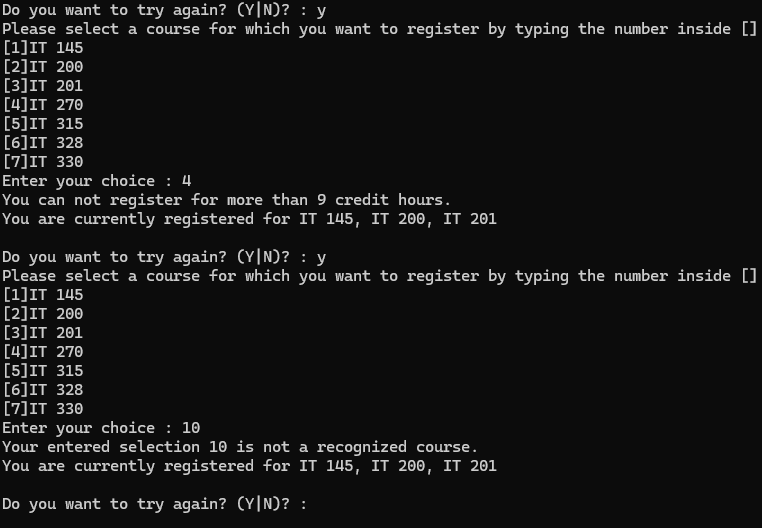 Do you want to try again? (Y|N)? : y
Please select a course for which you want to register by typing the number inside []
[1]IT 145
[2]IT 200
[3]IT 201
[4]IT 270
[5]IT 315
[6]IT 328
[7]IT 330
Enter your choice : 4
You can not register for more than 9 credit hours.
You are currently registered for IT 145, IT 200, IT 201

Do you want to try again? (Y|N)? : y
Please select a course for which you want to register by typing the number inside []
[1]IT 145
[2]IT 200
[3]IT 201
[4]IT 270
[5]IT 315
[6]IT 328
[7]IT 330
Enter your choice : 10
Your entered selection 10 is not a recognized course.
You are currently registered for IT 145, IT 200, IT 201

Do you want to try again? (Y|N)? :